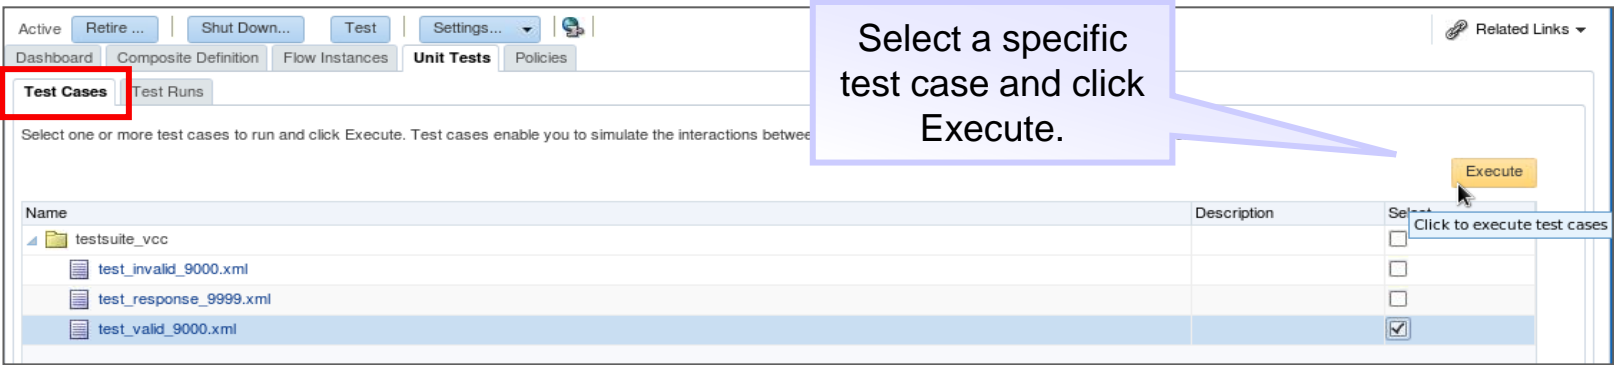 Active Retire ... Shut Down... Test Settings... Related Links
Dashboard Composite Definition Flow Instances Unit Tests Policies
Test Cases Test Runs
Select one or more test cases to run and click Execute. Test cases enable you to simulate the interactions
Select a specific
test case and click
Execute.
Execute
Name Description
Click to execute test cases
testsuite_vcc
test_invalid_9000.xml
test_response_9999.xml
test_valid_9000.xml